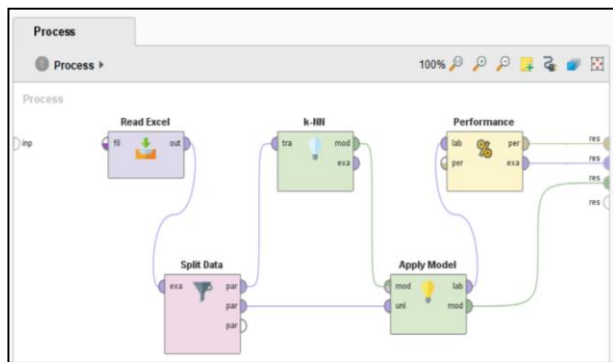 Process
Process
100%
Process
Read Excel
k-NN
Performance
inp
fil
out
tra
mod
exa
lab
per
per
exa
res
res
res
res
Split Data
Apply Model
exa
par
par
par
mod
unl
lab
mod